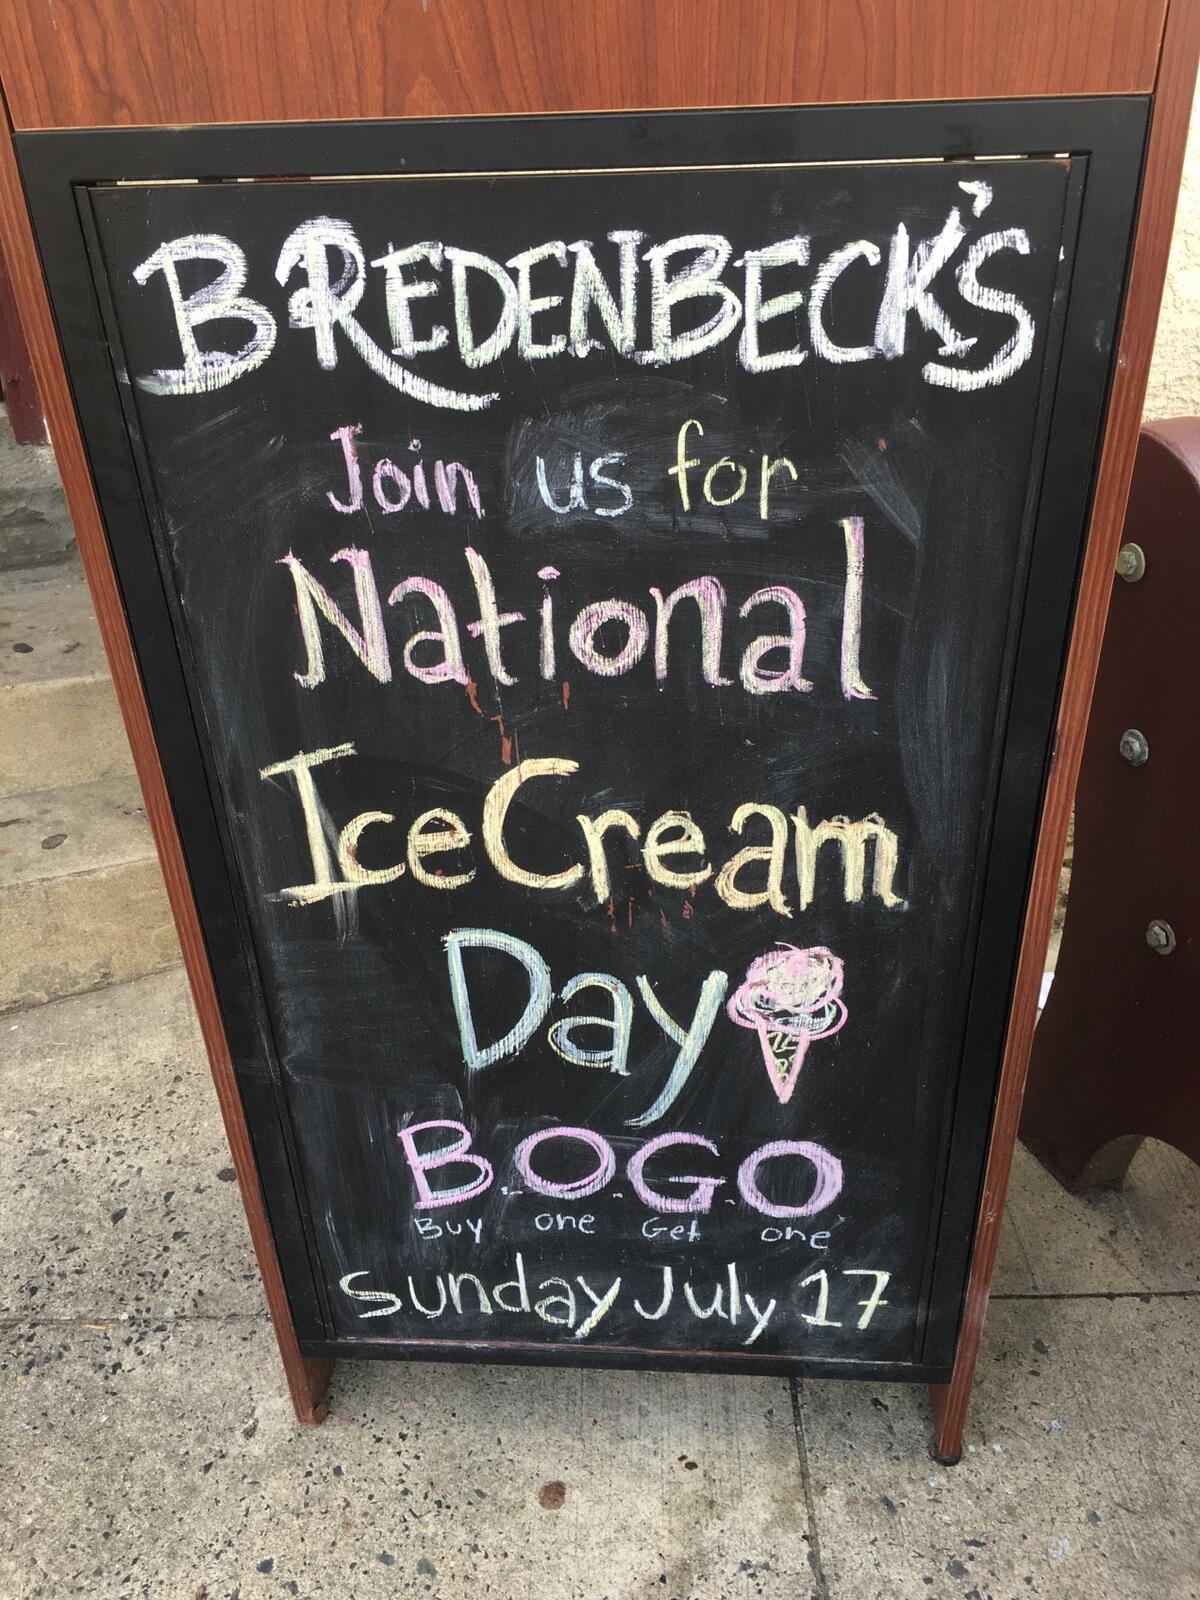 BREDENBECK'S
Join us for
National
IceCream
Day
B.O.G.O
Buy one Get one
Sunday July 17